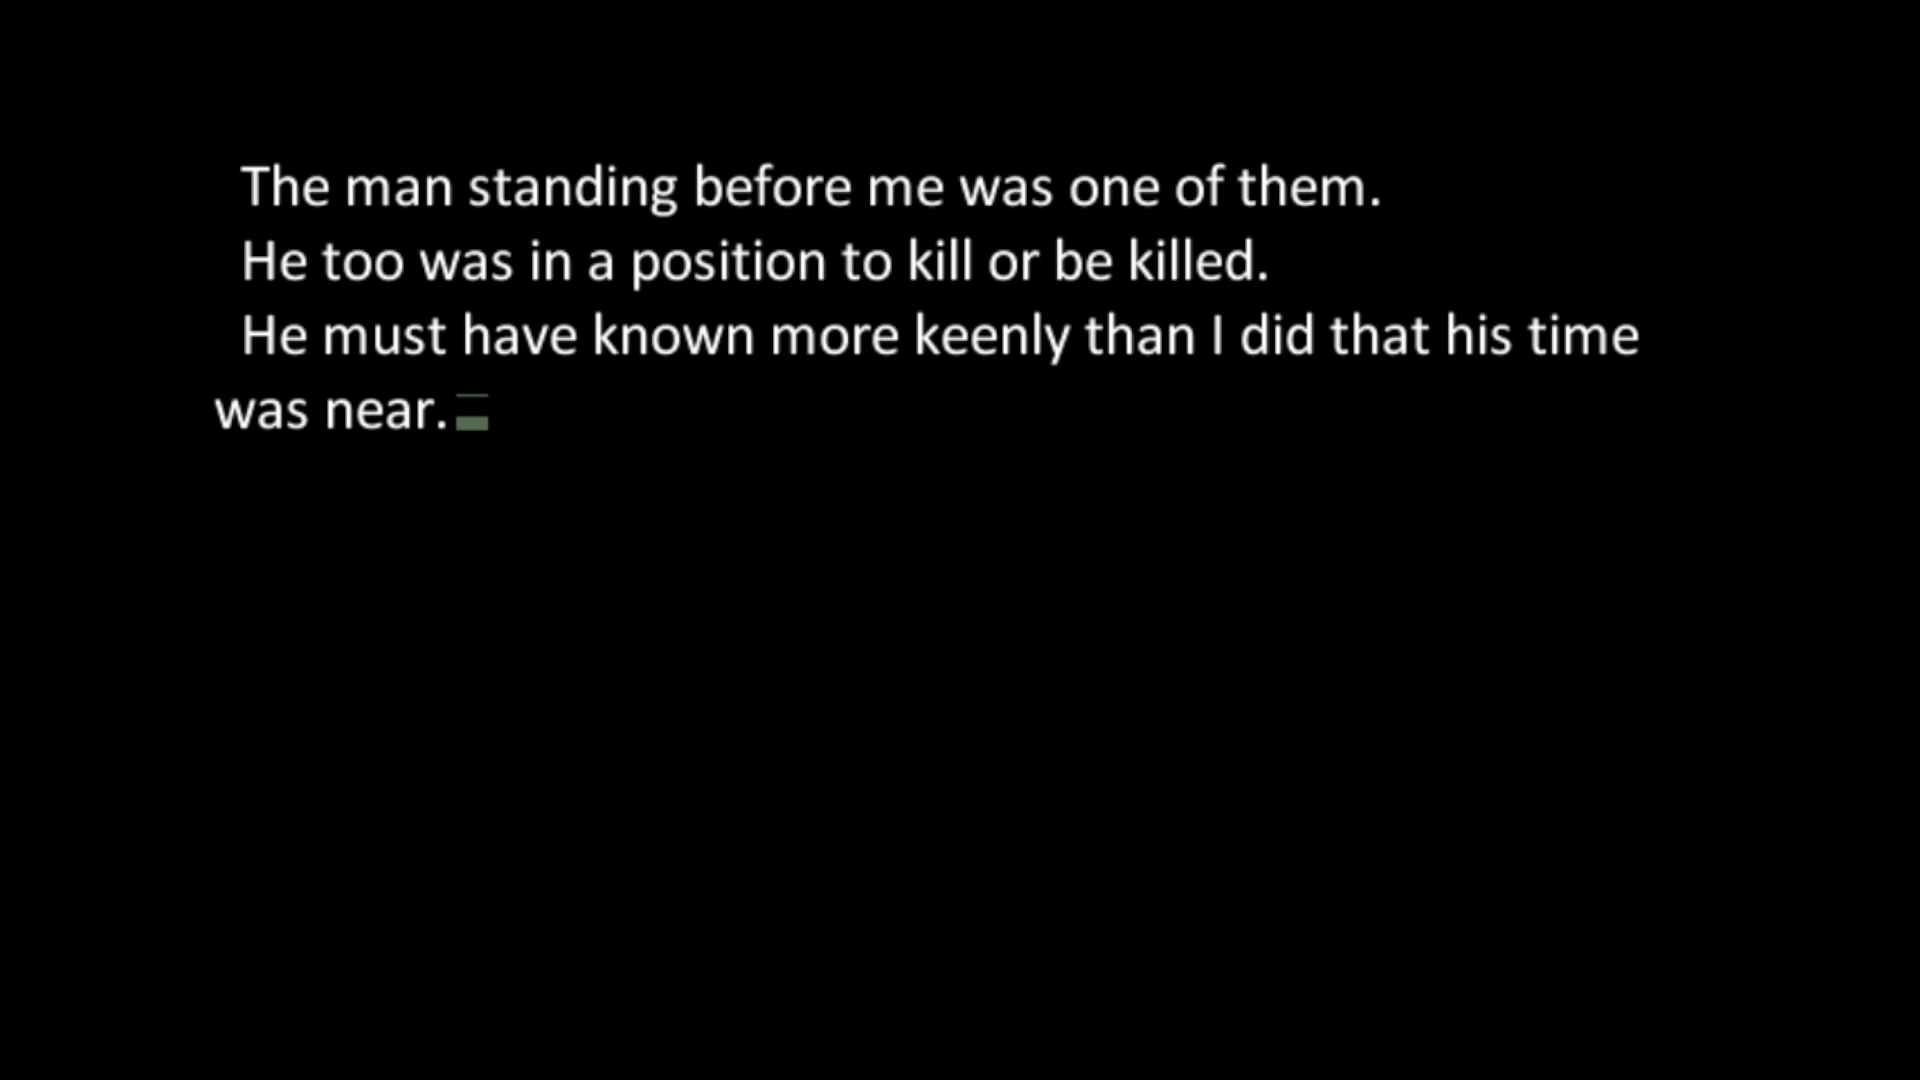 The man standing before me was one of them.
He too was in a position to kill or be killed.
He must have known more keenly than I did that his time
was near.